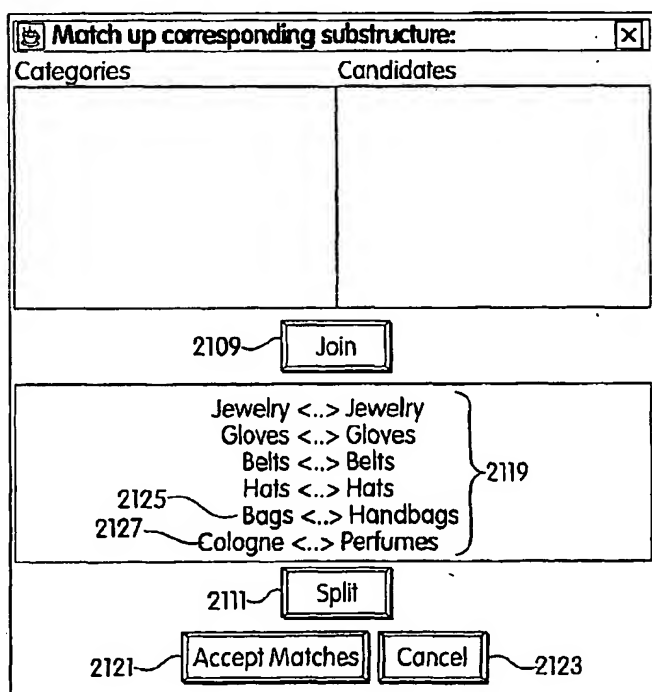 Match up corresponding substructure:
Categories Candidates
2109 Join
Jewelry <..> Jewelry
Gloves <..> Gloves
Belts <..> Belts 2119
Hats <..> Hats
2125 Bags <..> Handbags
2127 Cologne <..> Perfumes
2111 Split
2121 Accept Matches Cancel 2123